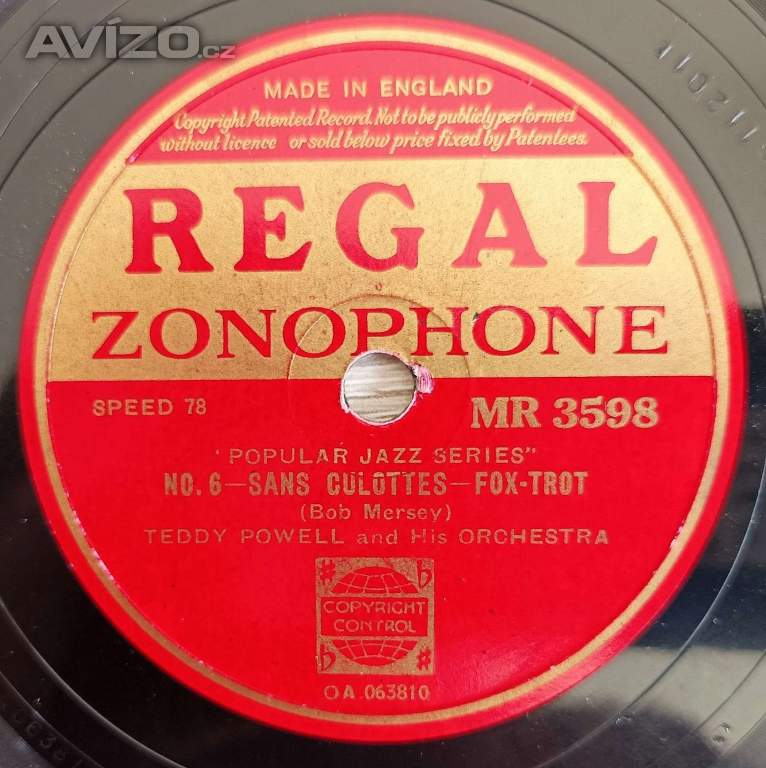 AVÍZO.cz
MADE IN ENGLAND
Copyright Patented Record. Not to be publicly performed
without licence or sold below price fixed by Patentees.
REGAL
ZONOPHONE
SPEED 78
MR 3598
'POPULAR JAZZ SERIES"
NO. 6—SANS CULOTTES—FOX-TROT
(Bob Mersey)
TEDDY POWELL and His ORCHESTRA
COPYRIGHT
CONTROL
OA.063810